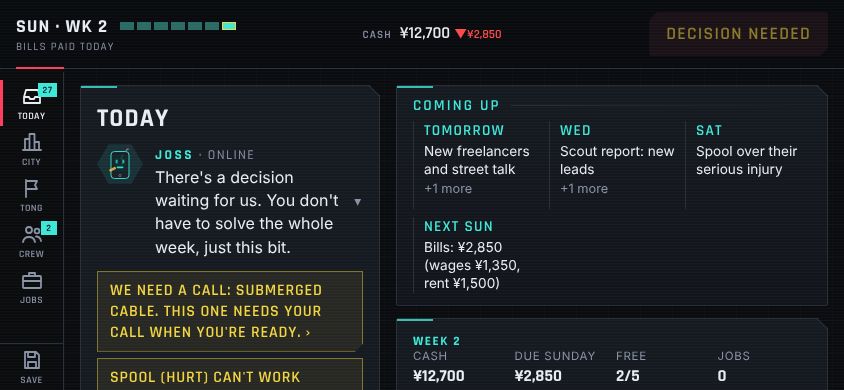 SUN · WK 2
BILLS PAID TODAY
CASH ¥12,700 ▼¥2,850
DECISION NEEDED
27
TODAY
CITY
TONG
2
CREW
JOBS
SAVE
TODAY
JOSS · ONLINE
There's a decision
waiting for us. You don't
have to solve the whole
week, just this bit.
▼
WE NEED A CALL: SUBMERGED
CABLE. THIS ONE NEEDS YOUR
CALL WHEN YOU'RE READY. ›
SPOOL (HURT) CAN'T WORK
COMING UP
TOMORROW
New freelancers
and street talk
+1 more
WED
Scout report: new
leads
+1 more
SAT
Spool over their
serious injury
NEXT SUN
Bills: ¥2,850
(wages ¥1,350,
rent ¥1,500)
WEEK 2
CASH DUE SUNDAY FREE JOBS
¥12,700 ¥2,850 2/5 0